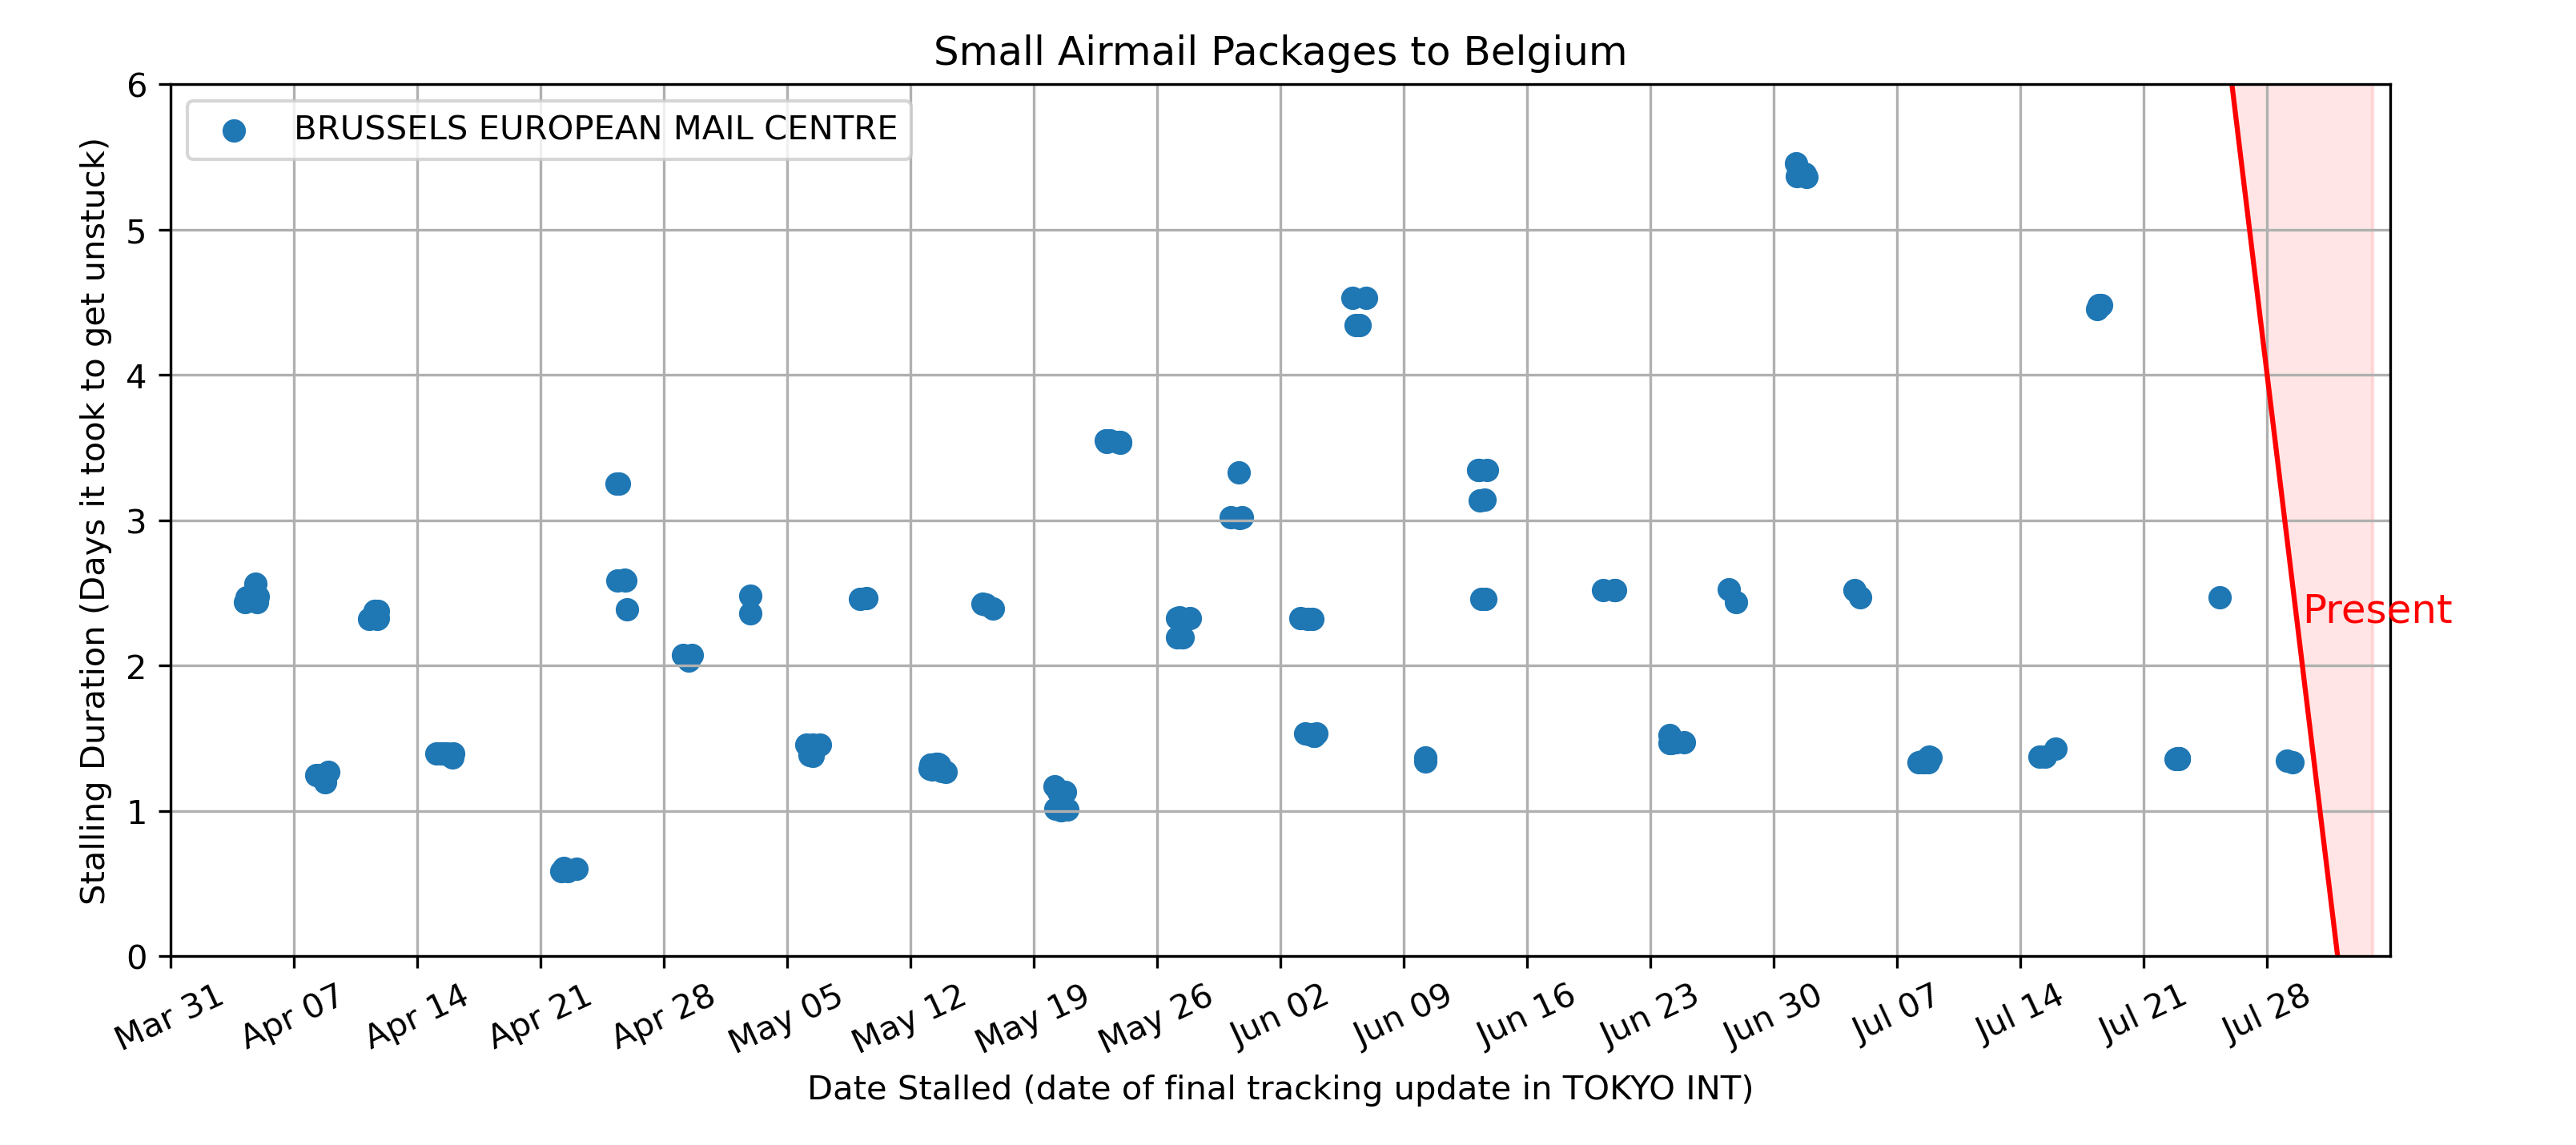 Small Airmail Packages to Belgium
BRUSSELS EUROPEAN MAIL CENTRE
Stalling Duration (Days it took to get unstuck)
6
5
4
3
2
1
0
Present
Mar 31
Apr 07
Apr 14
Apr 21
Apr 28
May 05
May 12
May 19
May 26
Jun 02
Jun 09
Jun 16
Jun 23
Jun 30
Jul 07
Jul 14
Jul 21
Jul 28
Date Stalled (date of final tracking update in TOKYO INT)